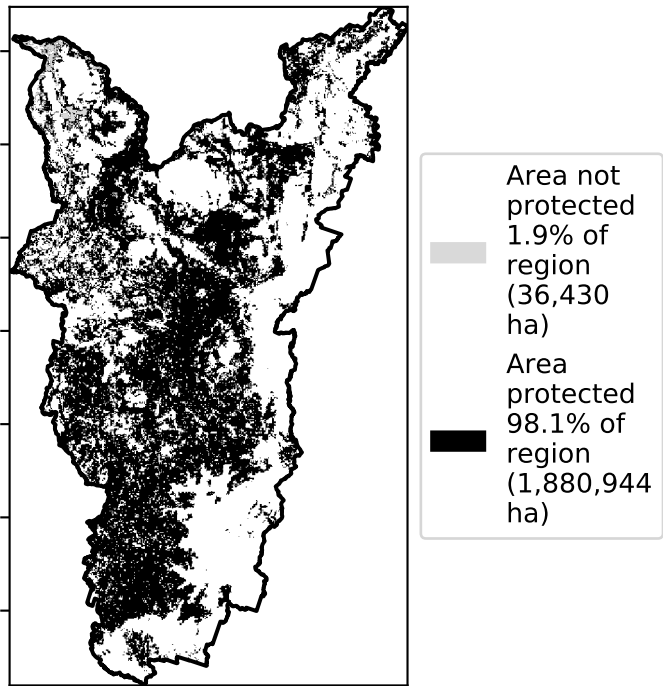 Area not
protected
1.9% of
region
(36,430
ha)
Area
protected
98.1% of
region
(1,880,944
ha)